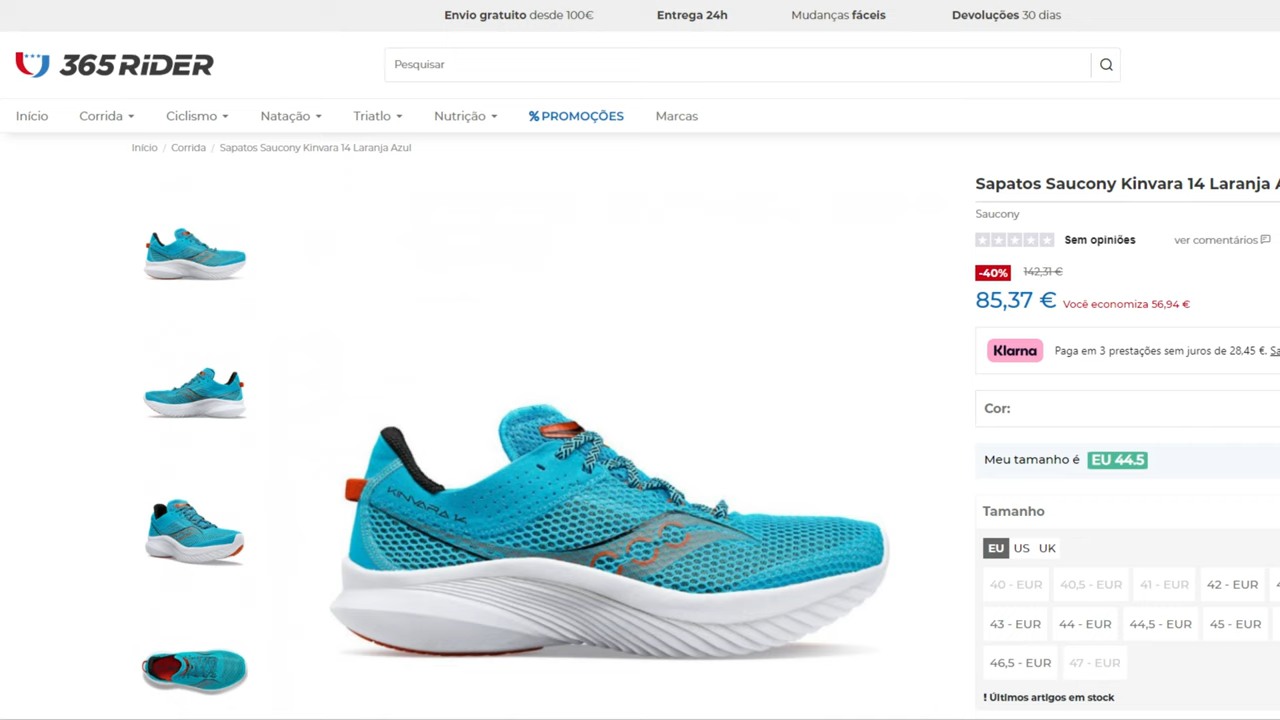 Envio gratuito desde 100€
Entrega 24h
Mudanças fáceis
Devoluções 30 dias
365 RiDER
Pesquisar
Início
Corrida
Ciclismo
Natação
Triatlo
Nutrição
% PROMOÇÕES
Marcas
Início / Corrida / Sapatos Saucony Kinvara 14 Laranja Azul
Sapatos Saucony Kinvara 14 Laranja
Saucony
Sem opiniões
ver comentários
-40% 142,31 €
85,37 € Você economiza 56,94 €
Klarna Paga em 3 prestações sem juros de 28,45 €.
Cor:
Meu tamanho é EU 44.5
Tamanho
EU US UK
40 - EUR 40,5 - EUR 41 - EUR 42 - EUR
43 - EUR 44 - EUR 44,5 - EUR 45 - EUR
46,5 - EUR 47 - EUR
! Últimos artigos em stock
KINVARA 14